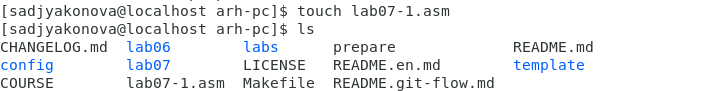 [sadjyakonova@localhost arh-pc]$ touch lab07-1.asm
[sadjyakonova@localhost arh-pc]$ ls
CHANGELOG.md  lab06        labs      prepare             README.md
config        lab07        LICENSE   README.en.md        template
COURSE        lab07-1.asm  Makefile  README.git-flow.md